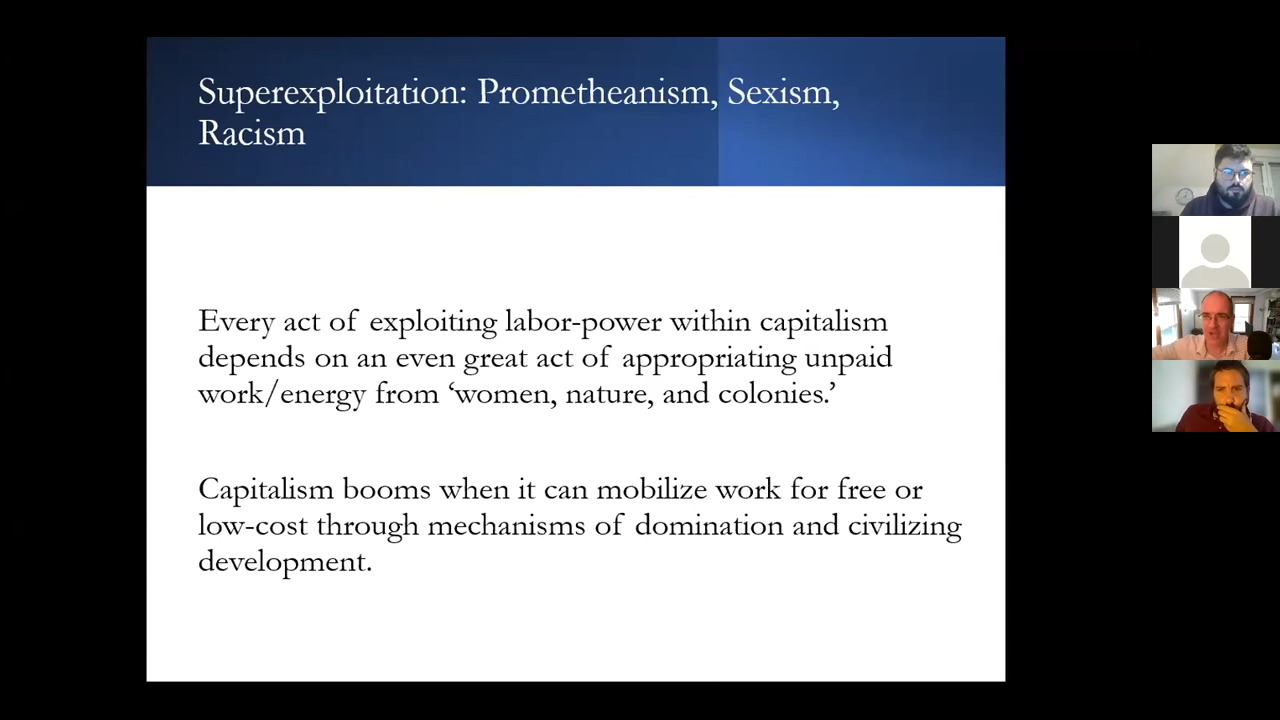 Superexploitation: Prometheanism, Sexism,
Racism
Every act of exploiting labor-power within capitalism
depends on an even great act of appropriating unpaid
work/energy from ‘women, nature, and colonies.’
Capitalism booms when it can mobilize work for free or
low-cost through mechanisms of domination and civilizing
development.